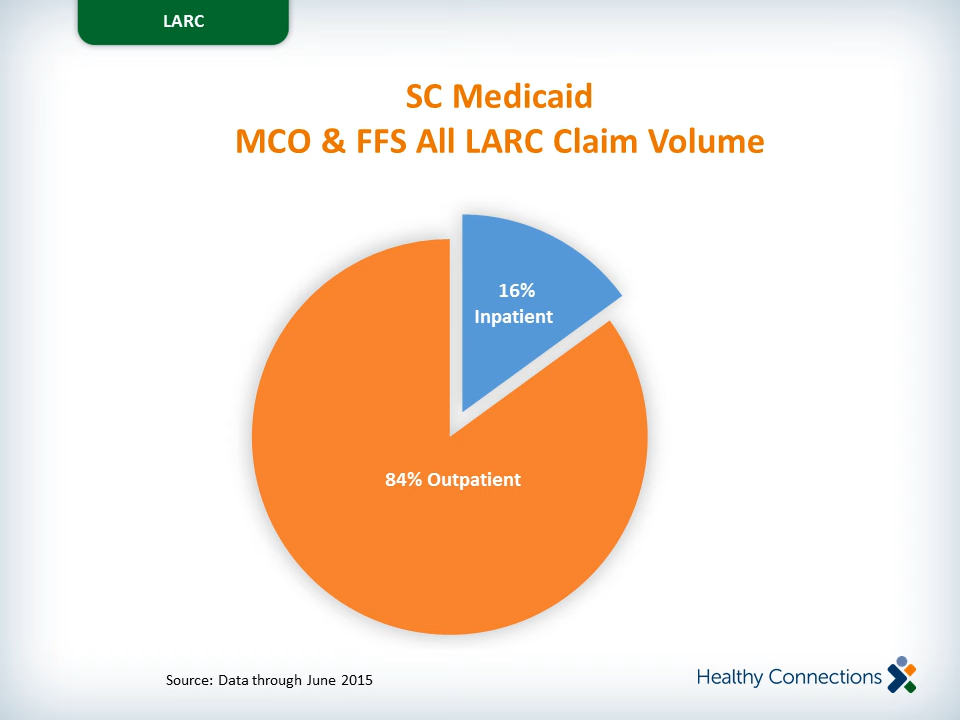 LARC
SC Medicaid
MCO & FFS All LARC Claim Volume
16%
Inpatient
84% Outpatient
Source: Data through June 2015
Healthy Connections